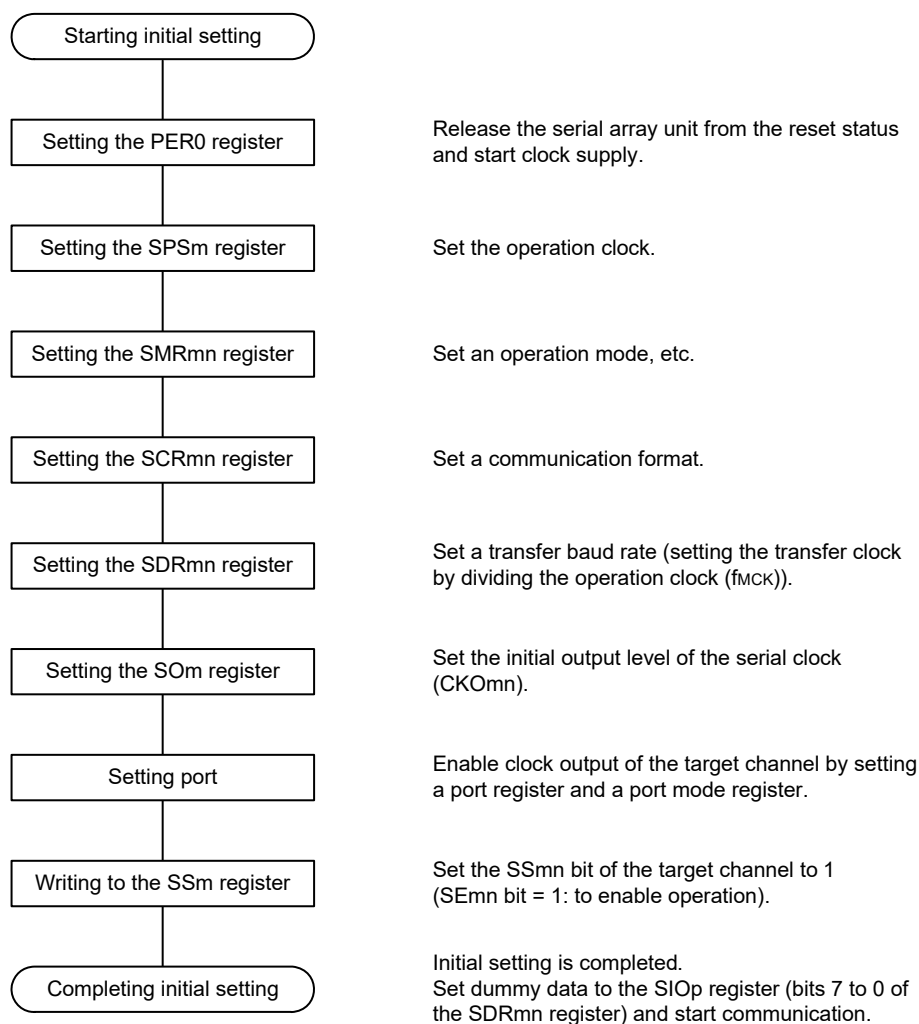 Starting initial setting
Setting the PER0 register
Release the serial array unit from the reset status
and start clock supply.
Setting the SPSm register
Set the operation clock.
Setting the SMRmn register
Set an operation mode, etc.
Setting the SCRmn register
Set a communication format.
Setting the SDRmn register
Set a transfer baud rate (setting the transfer clock
by dividing the operation clock (fMCK)).
Setting the SOm register
Set the initial output level of the serial clock
(CKOmn).
Setting port
Enable clock output of the target channel by setting
a port register and a port mode register.
Writing to the SSm register
Set the SSmn bit of the target channel to 1
(SEmn bit = 1: to enable operation).
Completing initial setting
Initial setting is completed.
Set dummy data to the SIOp register (bits 7 to 0 of
the SDRmn register) and start communication.